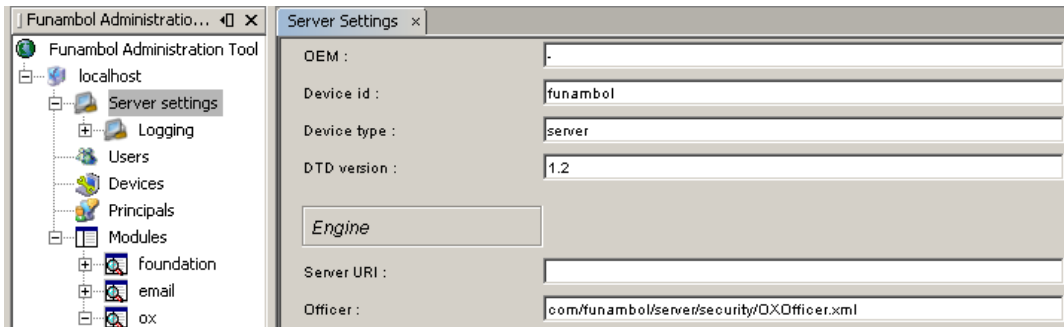 Funambol Administratio...
Funambol Administration Tool
localhost
Server settings
Logging
Users
Devices
Principals
Modules
foundation
email
ox
Server Settings
OEM :
-
Device id :
funambol
Device type :
server
DTD version :
1.2
Engine
Server URI :
Officer :
com/funambol/server/security/OXOfficer.xml